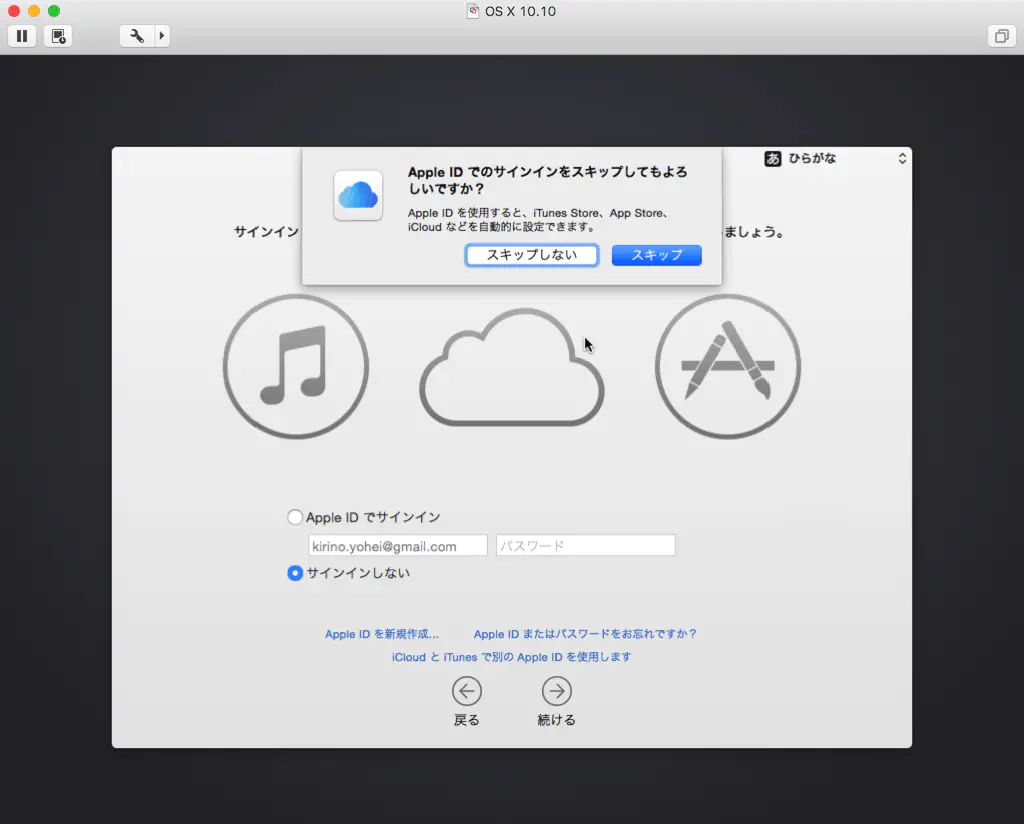 OS X 10.10
あ ひらがな
Apple ID でのサインインをスキップしてもよろ
しいですか？
Apple ID を使用すると、iTunes Store、App Store、
iCloud などを自動的に設定できます。
スキップしない スキップ
サインイン ましょう。
Apple ID でサインイン
kirino.yohei@gmail.com パスワード
サインインしない
Apple ID を新規作成... Apple ID またはパスワードをお忘れですか？
iCloud と iTunes で別の Apple ID を使用します
戻る 続ける